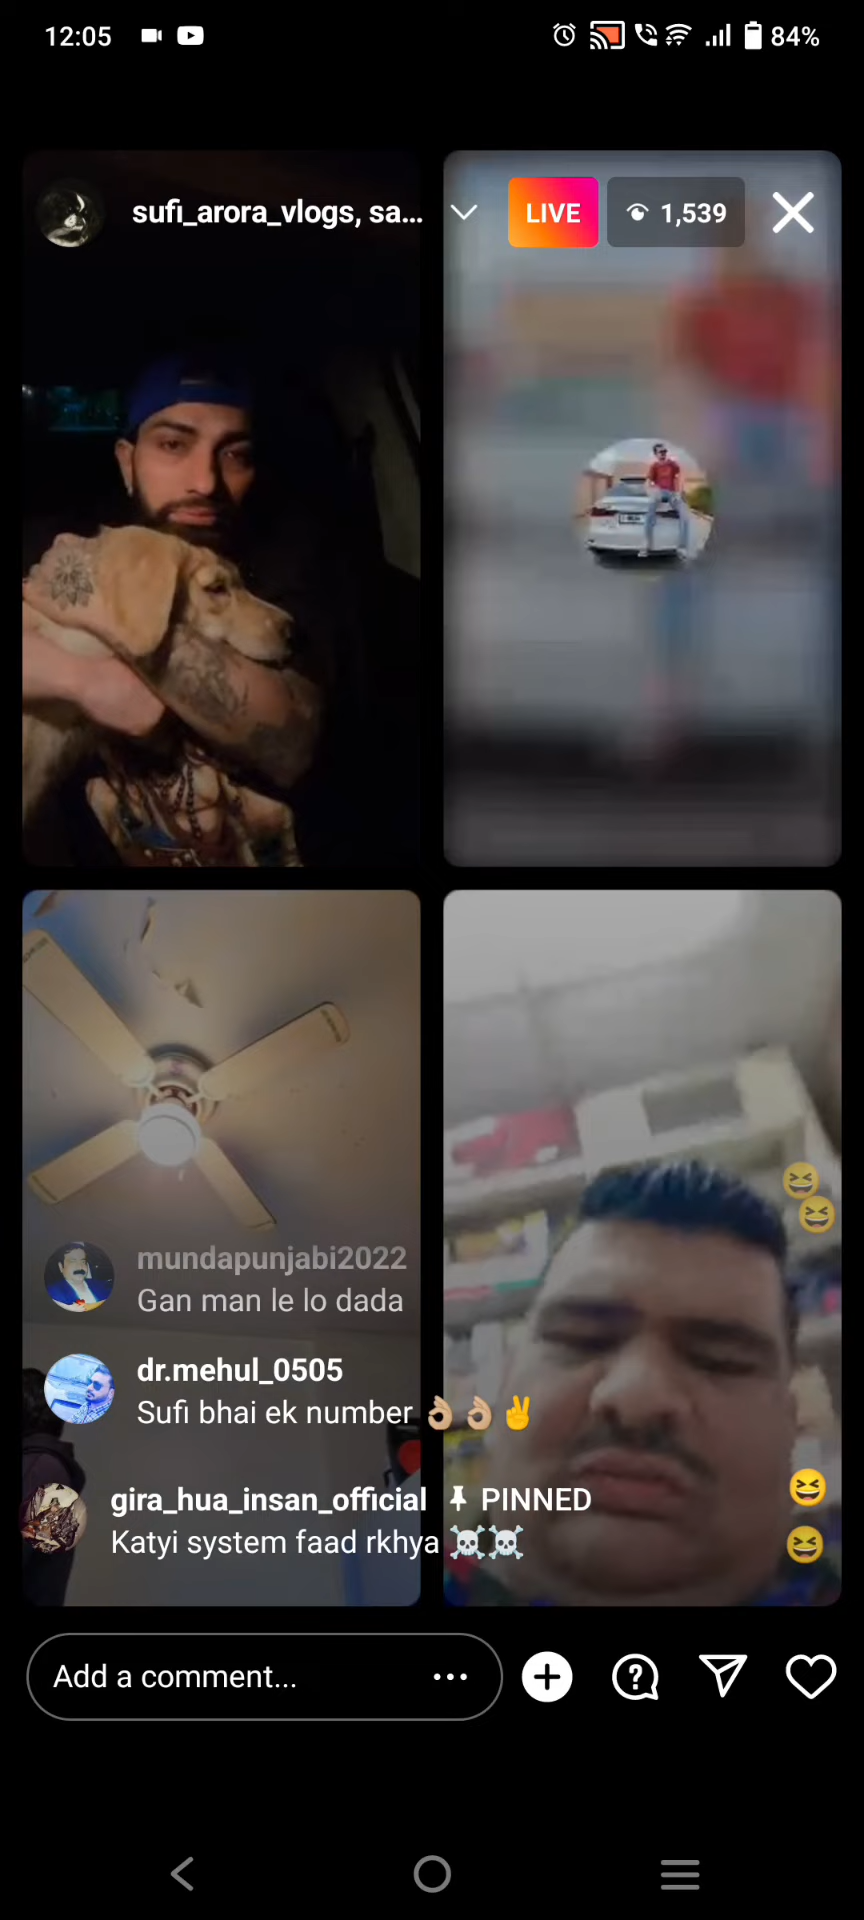 12:05
84%
sufi_arora_vlogs, sa...
LIVE
1,539
mundapunjabi2022
Gan man le lo dada
dr.mehul_0505
Sufi bhai ek number 👌🏼👌🏼✌️
gira_hua_insan_official PINNED
Katyi system faad rkhya ☠️☠️
Add a comment...